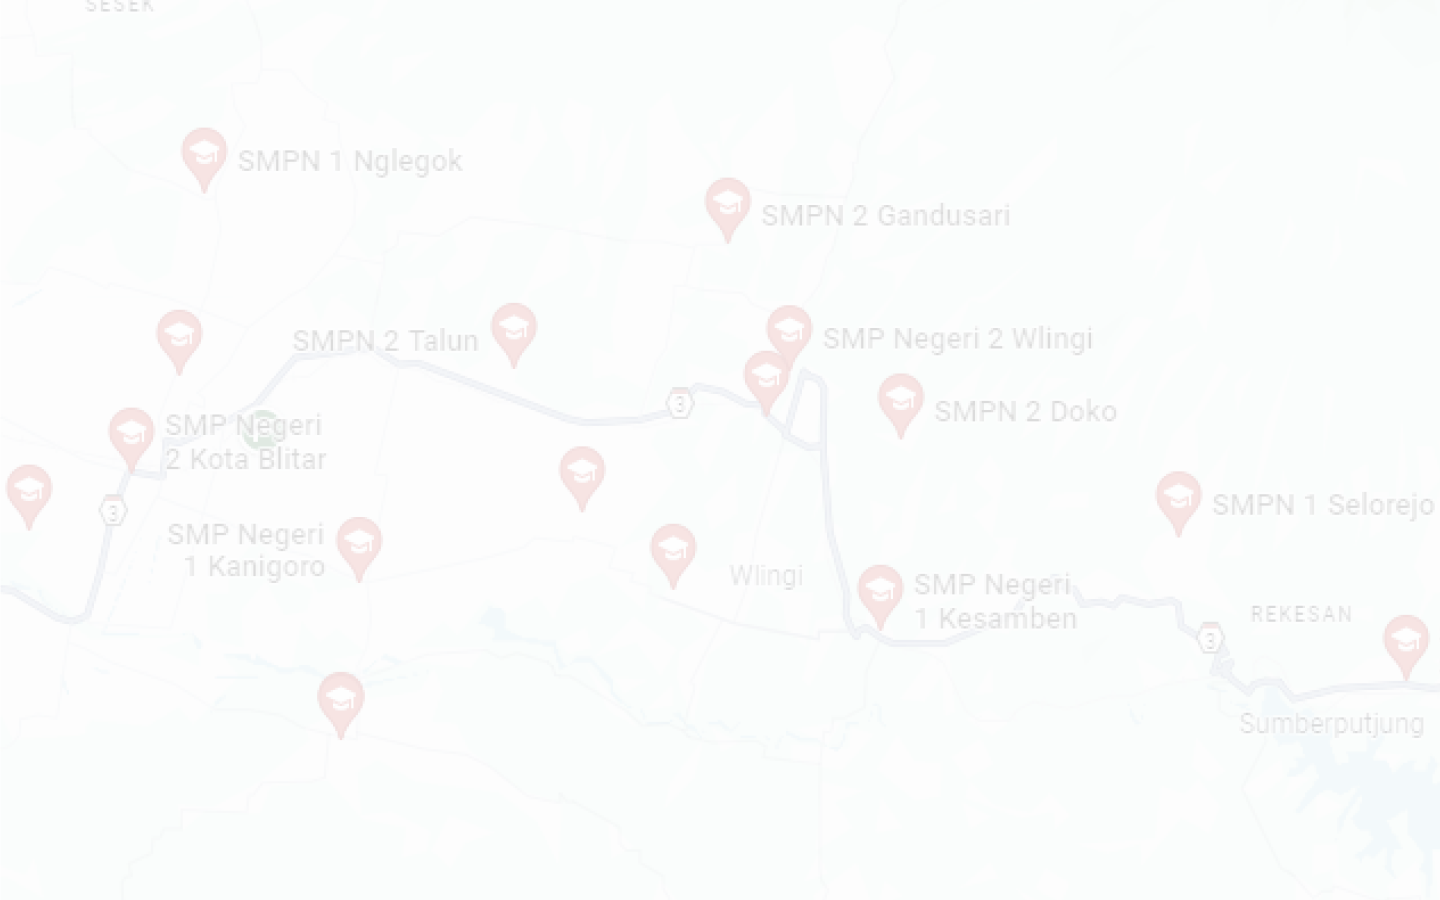 SESEK
SMPN 1 Nglegok
SMPN 2 Gandusari
SMPN 2 Talun
SMP Negeri 2 Wlingi
3
SMPN 2 Doko
SMP Negeri
2 Kota Blitar
3
SMPN 1 Selorejo
SMP Negeri
1 Kanigoro
Wlingi
SMP Negeri
1 Kesamben
REKESAN
3
Sumberputjung